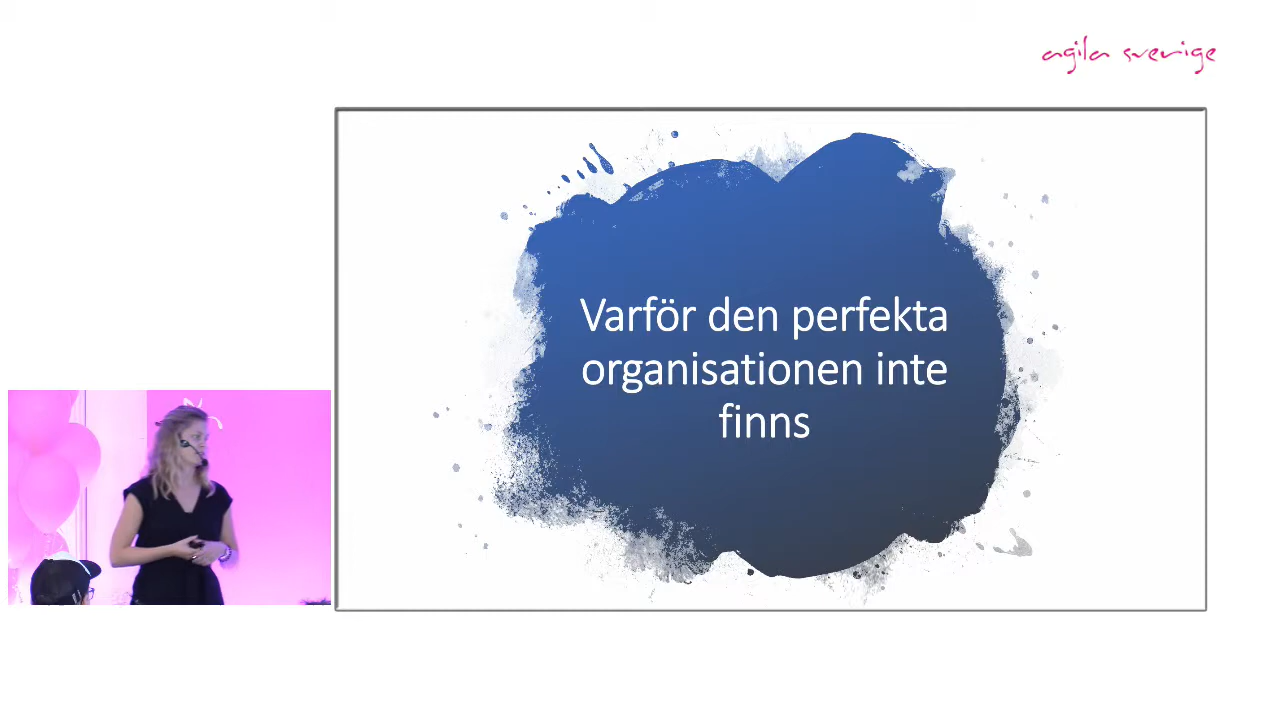 agila sverige
Varför den perfekta
organisationen inte
finns